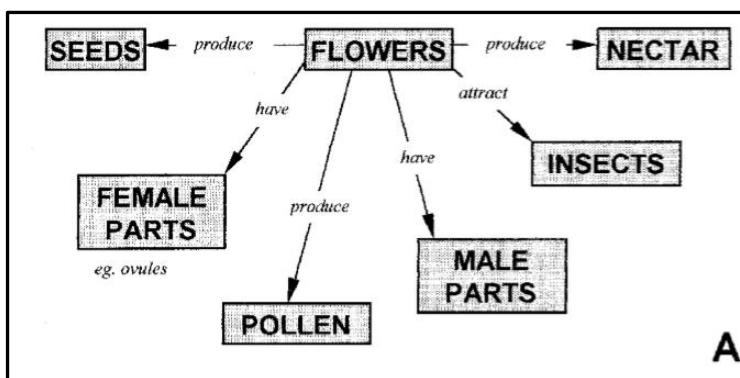 SEEDS produce FLOWERS produce NECTAR
attract
have
have
INSECTS
FEMALE
PARTS
produce
MALE
PARTS
eg. ovules
POLLEN
A